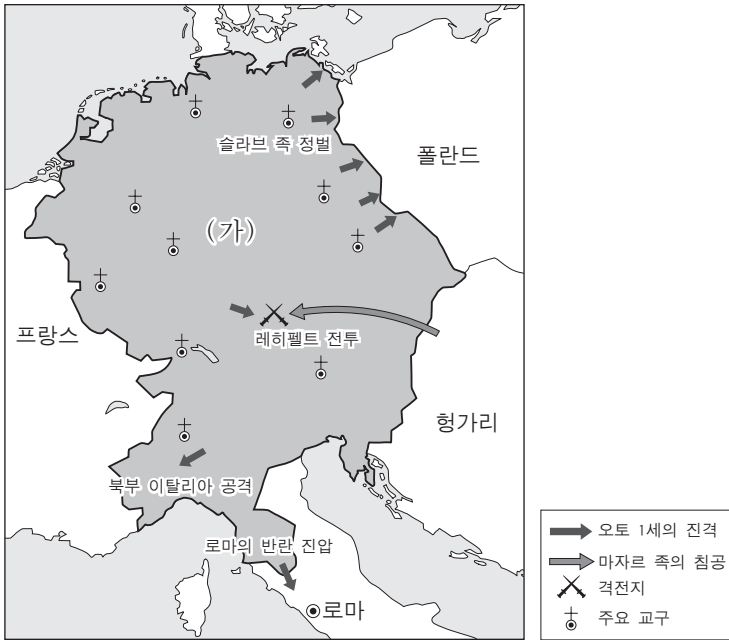 슬라브 족 정벌
폴란드
(가)
프랑스
레히펠트 전투
헝가리
북부 이탈리아 공격
로마의 반란 진압
로마
오토 1세의 진격
마자르 족의 침공
격전지
주요 교구